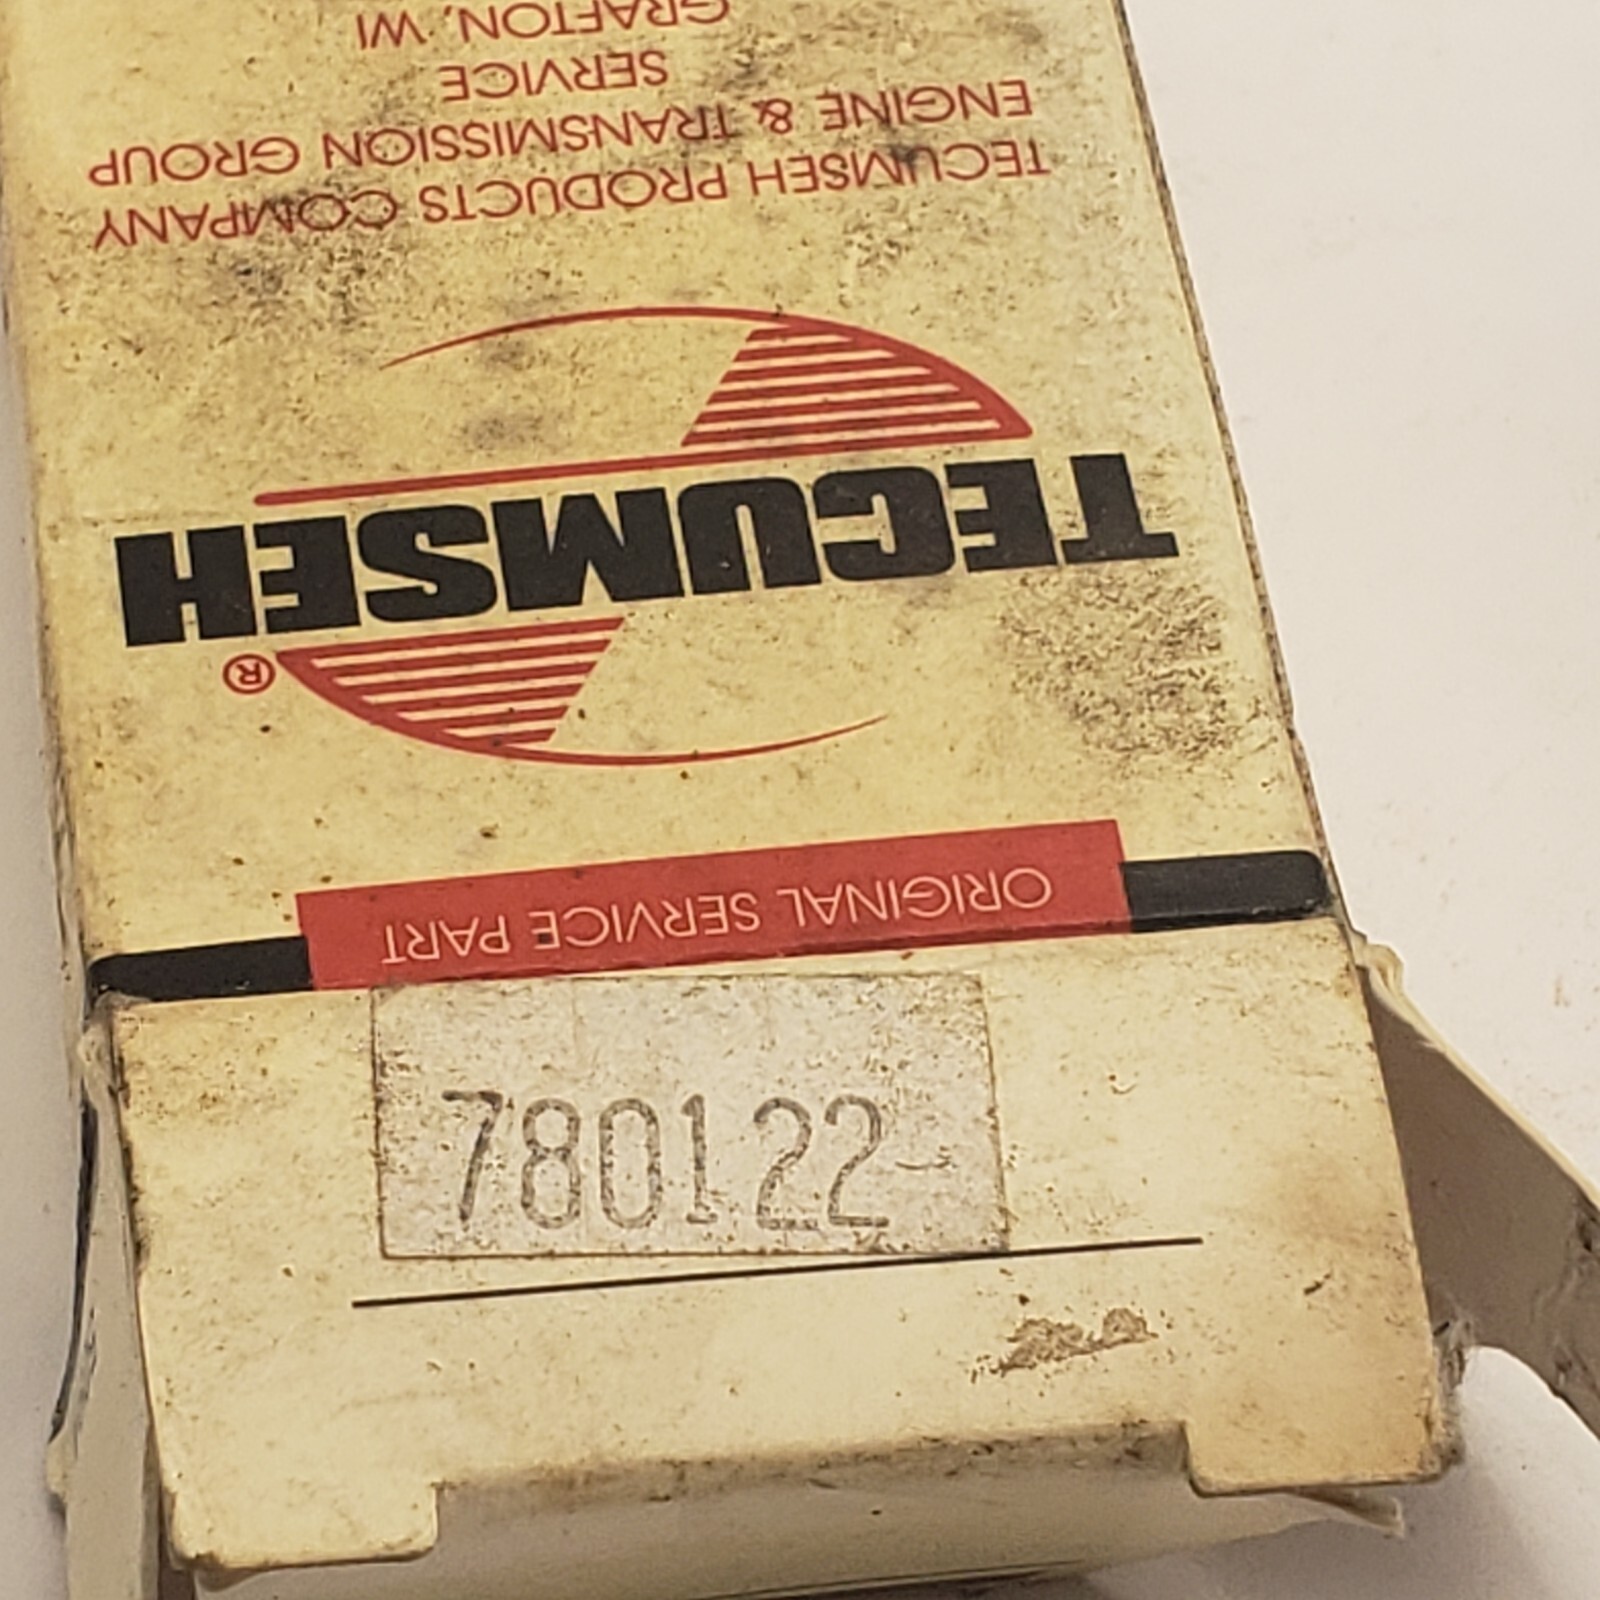 ORIGINAL SERVICE PART
TECUMSEH®
TECUMSEH PRODUCTS COMPANY
ENGINE & TRANSMISSION GROUP
SERVICE
GRAFTON, WI
780122